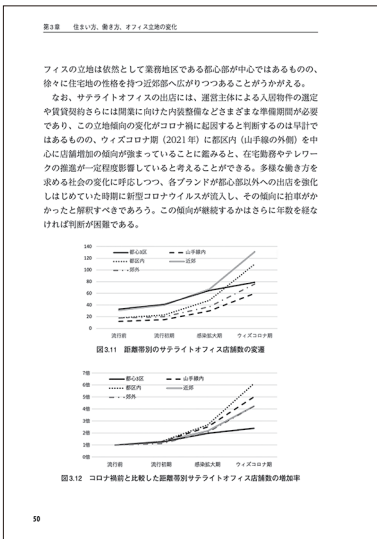 第3章 住まい方、働き方、オフィス立地の変化
フィスの立地は依然として業務地区である都心部が中心ではあるものの、
徐々に住宅地の性格を持つ近郊部へ広がりつつあることがうかがえる。
なお、サテライトオフィスの出店には、運営主体による入居物件の選定
や賃貸契約さらには開業に向けた内装整備などさまざまな準備期間が必要
であり、この立地傾向の変化がコロナ禍に起因すると判断するのは早計で
はあるものの、ウィズコロナ期（2021年）に都区内（山手線の外側）を中
心に店舗増加の傾向が強まっていることに鑑みると、在宅勤務やテレワー
クの推進が一定程度影響していると考えることができる。多様な働き方を
求める社会の変化に呼応しつつ、各ブランドが都心部以外への出店を強化
しはじめていた時期に新型コロナウイルスが流入し、その傾向に拍車がか
かったと解釈すべきであろう。この傾向が継続するかはさらに年数を経な
ければ判断が困難である。
140
120
100
80
60
40
20
0
都心3区 山手線内
都区内 近郊
郊外
流行前 流行初期 感染拡大期 ウィズコロナ期
図3.11 距離帯別のサテライトオフィス店舗数の変遷
7倍
6倍
5倍
4倍
3倍
2倍
1倍
0倍
都心3区 山手線内
都区内 近郊
郊外
流行前 流行初期 感染拡大期 ウィズコロナ期
図3.12 コロナ禍前と比較した距離帯別サテライトオフィス店舗数の増加率
50